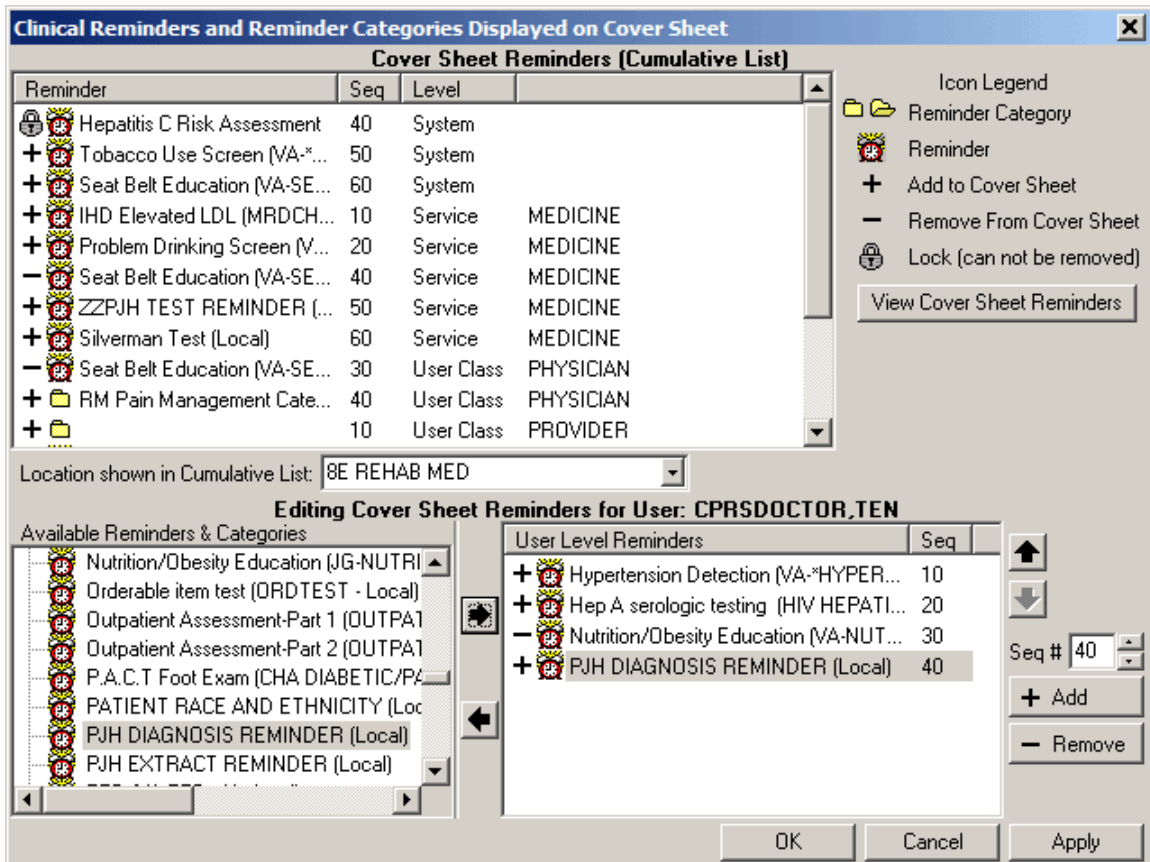 Clinical Reminders and Reminder Categories Displayed on Cover Sheet
Cover Sheet Reminders (Cumulative List)
Reminder Seq Level
Hepatitis C Risk Assessment 40 System
Tobacco Use Screen (VA-*... 50 System
Seat Belt Education (VA-SE... 60 System
IHD Elevated LDL (MRDCH... 10 Service MEDICINE
Problem Drinking Screen (V... 20 Service MEDICINE
Seat Belt Education (VA-SE... 40 Service MEDICINE
ZZPJH TEST REMINDER (... 50 Service MEDICINE
Silverman Test (Local) 60 Service MEDICINE
Seat Belt Education (VA-SE... 30 User Class PHYSICIAN
RM Pain Management Cate... 40 User Class PHYSICIAN
10 User Class PROVIDER
Icon Legend
Reminder Category
Reminder
Add to Cover Sheet
Remove From Cover Sheet
Lock (can not be removed)
View Cover Sheet Reminders
Location shown in Cumulative List: 8E REHAB MED
Editing Cover Sheet Reminders for User: CPRSDOCTOR,TEN
Available Reminders & Categories
Nutrition/Obesity Education (JG-NUTRI
Orderable item test (ORDTEST - Local)
Outpatient Assessment-Part 1 (OUTPAT
Outpatient Assessment-Part 2 (OUTPAT
P.A.C.T Foot Exam (CHA DIABETIC/PA
PATIENT RACE AND ETHNICITY (Loc
PJH DIAGNOSIS REMINDER (Local)
PJH EXTRACT REMINDER (Local)
User Level Reminders Seq
Hypertension Detection (VA-*HYPER... 10
Hep A serologic testing (HIV HEPATI... 20
Nutrition/Obesity Education (VA-NUT... 30
PJH DIAGNOSIS REMINDER (Local) 40
Seq # 40
+ Add
− Remove
OK Cancel Apply